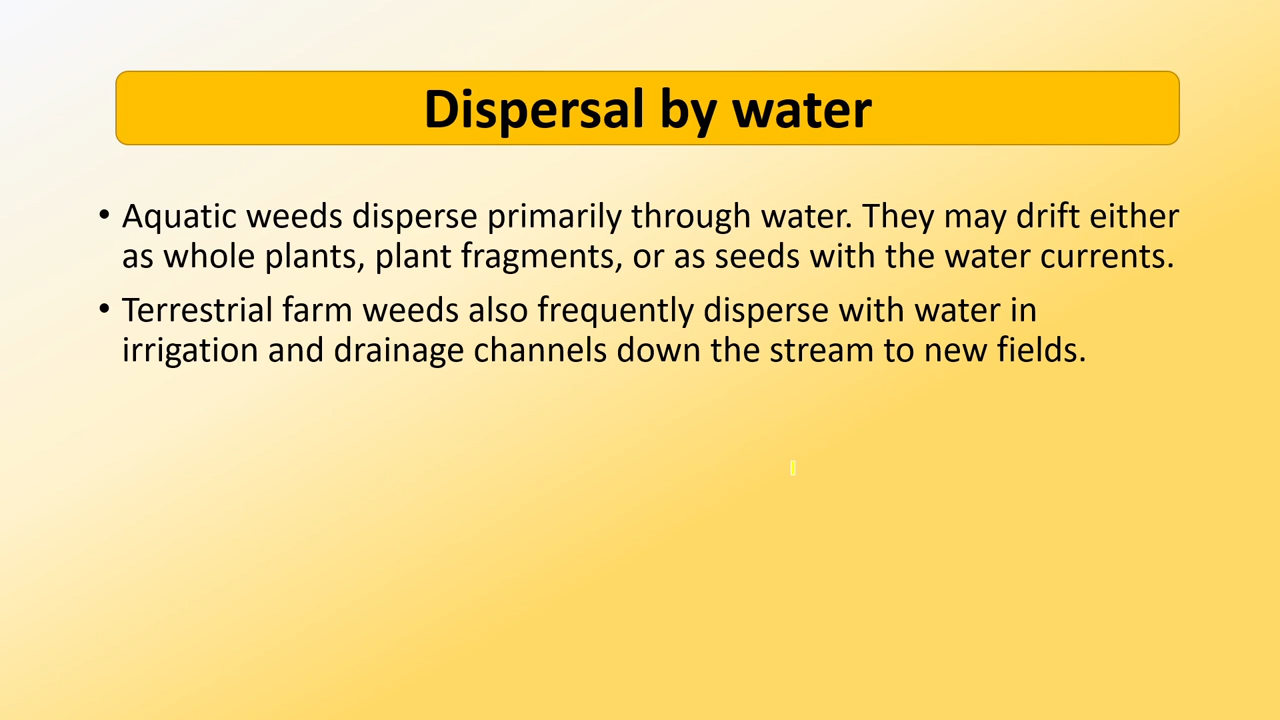 Dispersal by water
• Aquatic weeds disperse primarily through water. They may drift either
as whole plants, plant fragments, or as seeds with the water currents.
• Terrestrial farm weeds also frequently disperse with water in
irrigation and drainage channels down the stream to new fields.